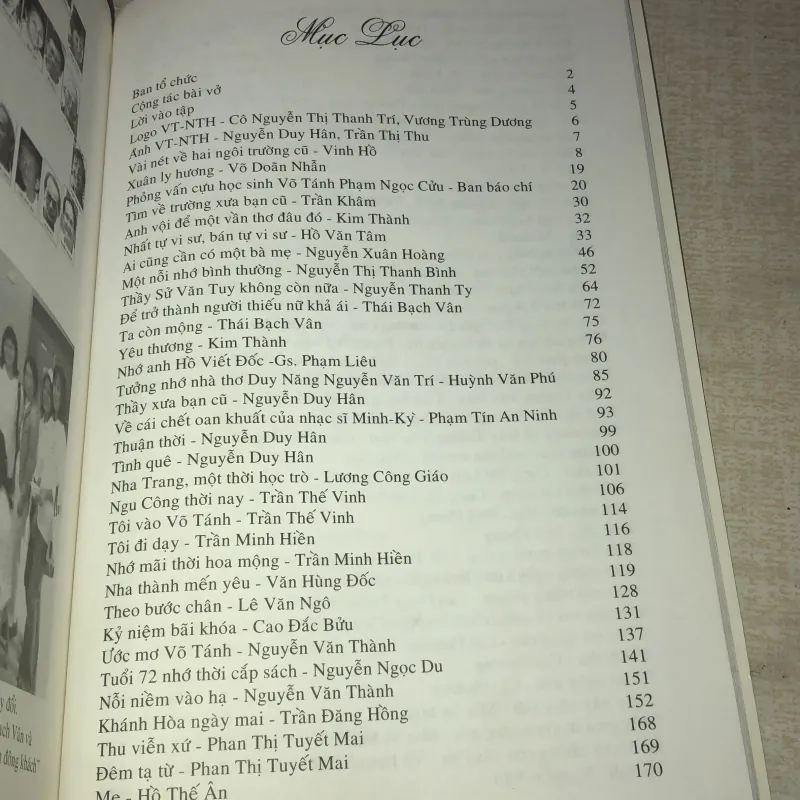 Mục Lục
Ban tổ chức 2
Cộng tác bài vở 4
Lời vào tập 5
Logo VT-NTH - Cô Nguyễn Thị Thanh Trí, Vương Trùng Dương 6
Ảnh VT-NTH - Nguyễn Duy Hân, Trần Thị Thu 7
Vài nét về hai ngôi trường cũ - Vinh Hồ 8
Xuân ly hương - Võ Doãn Nhẫn 19
Phỏng vấn cựu học sinh Võ Tánh Phạm Ngọc Cửu - Ban báo chí 20
Tìm về trường xưa bạn cũ - Trần Khâm 30
Anh vội để một vần thơ đâu đó - Kim Thành 32
Nhất tự vi sư, bán tự vi sư - Hồ Văn Tâm 33
Ai cũng cần có một bà mẹ - Nguyễn Xuân Hoàng 46
Một nỗi nhớ bình thường - Nguyễn Thị Thanh Bình 52
Thầy Sử Văn Tuy không còn nữa - Nguyễn Thanh Ty 64
Để trở thành người thiếu nữ khả ái - Thái Bạch Vân 72
Ta còn mộng - Thái Bạch Vân 75
Yêu thương - Kim Thành 76
Nhớ anh Hồ Viết Đốc -Gs. Phạm Liêu 80
Tưởng nhớ nhà thơ Duy Năng Nguyễn Văn Trí - Huỳnh Văn Phú 85
Thầy xưa bạn cũ - Nguyễn Duy Hân 92
Về cái chết oan khuất của nhạc sĩ Minh-Kỳ - Phạm Tín An Ninh 93
Thuận thời - Nguyễn Duy Hân 99
Tình quê - Nguyễn Duy Hân 100
Nha Trang, một thời học trò - Lương Công Giáo 101
Ngu Công thời nay - Trần Thế Vinh 106
Tôi vào Võ Tánh - Trần Thế Vinh 114
Tôi đi dạy - Trần Minh Hiền 116
Nhớ mãi thời hoa mộng - Trần Minh Hiền 118
Nha thành mến yêu - Văn Hùng Đốc 119
Theo bước chân - Lê Văn Ngô 128
Kỷ niệm bãi khóa - Cao Đắc Bửu 131
Ước mơ Võ Tánh - Nguyễn Văn Thành 137
Tuổi 72 nhớ thời cắp sách - Nguyễn Ngọc Du 141
Nỗi niềm vào hạ - Nguyễn Văn Thành 151
Khánh Hòa ngày mai - Trần Đăng Hồng 152
Thu viễn xứ - Phan Thị Tuyết Mai 168
Đêm tạ từ - Phan Thị Tuyết Mai 169
Mẹ - Hồ Thế Ân 170
đổi.
Vân và
đông khách"